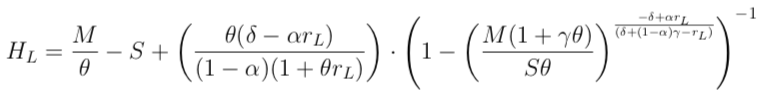 $$H_L = \frac{M}{\theta} - S + \left( \frac{\theta(\delta - \alpha r_L)}{(1 - \alpha)(1 + \theta r_L)} \right) \cdot \left( 1 - \left( \frac{M(1 + \gamma\theta)}{S\theta} \right)^{\frac{-\delta + \alpha r_L}{(\delta + (1 - \alpha)\gamma - r_L)}} \right)^{-1}$$